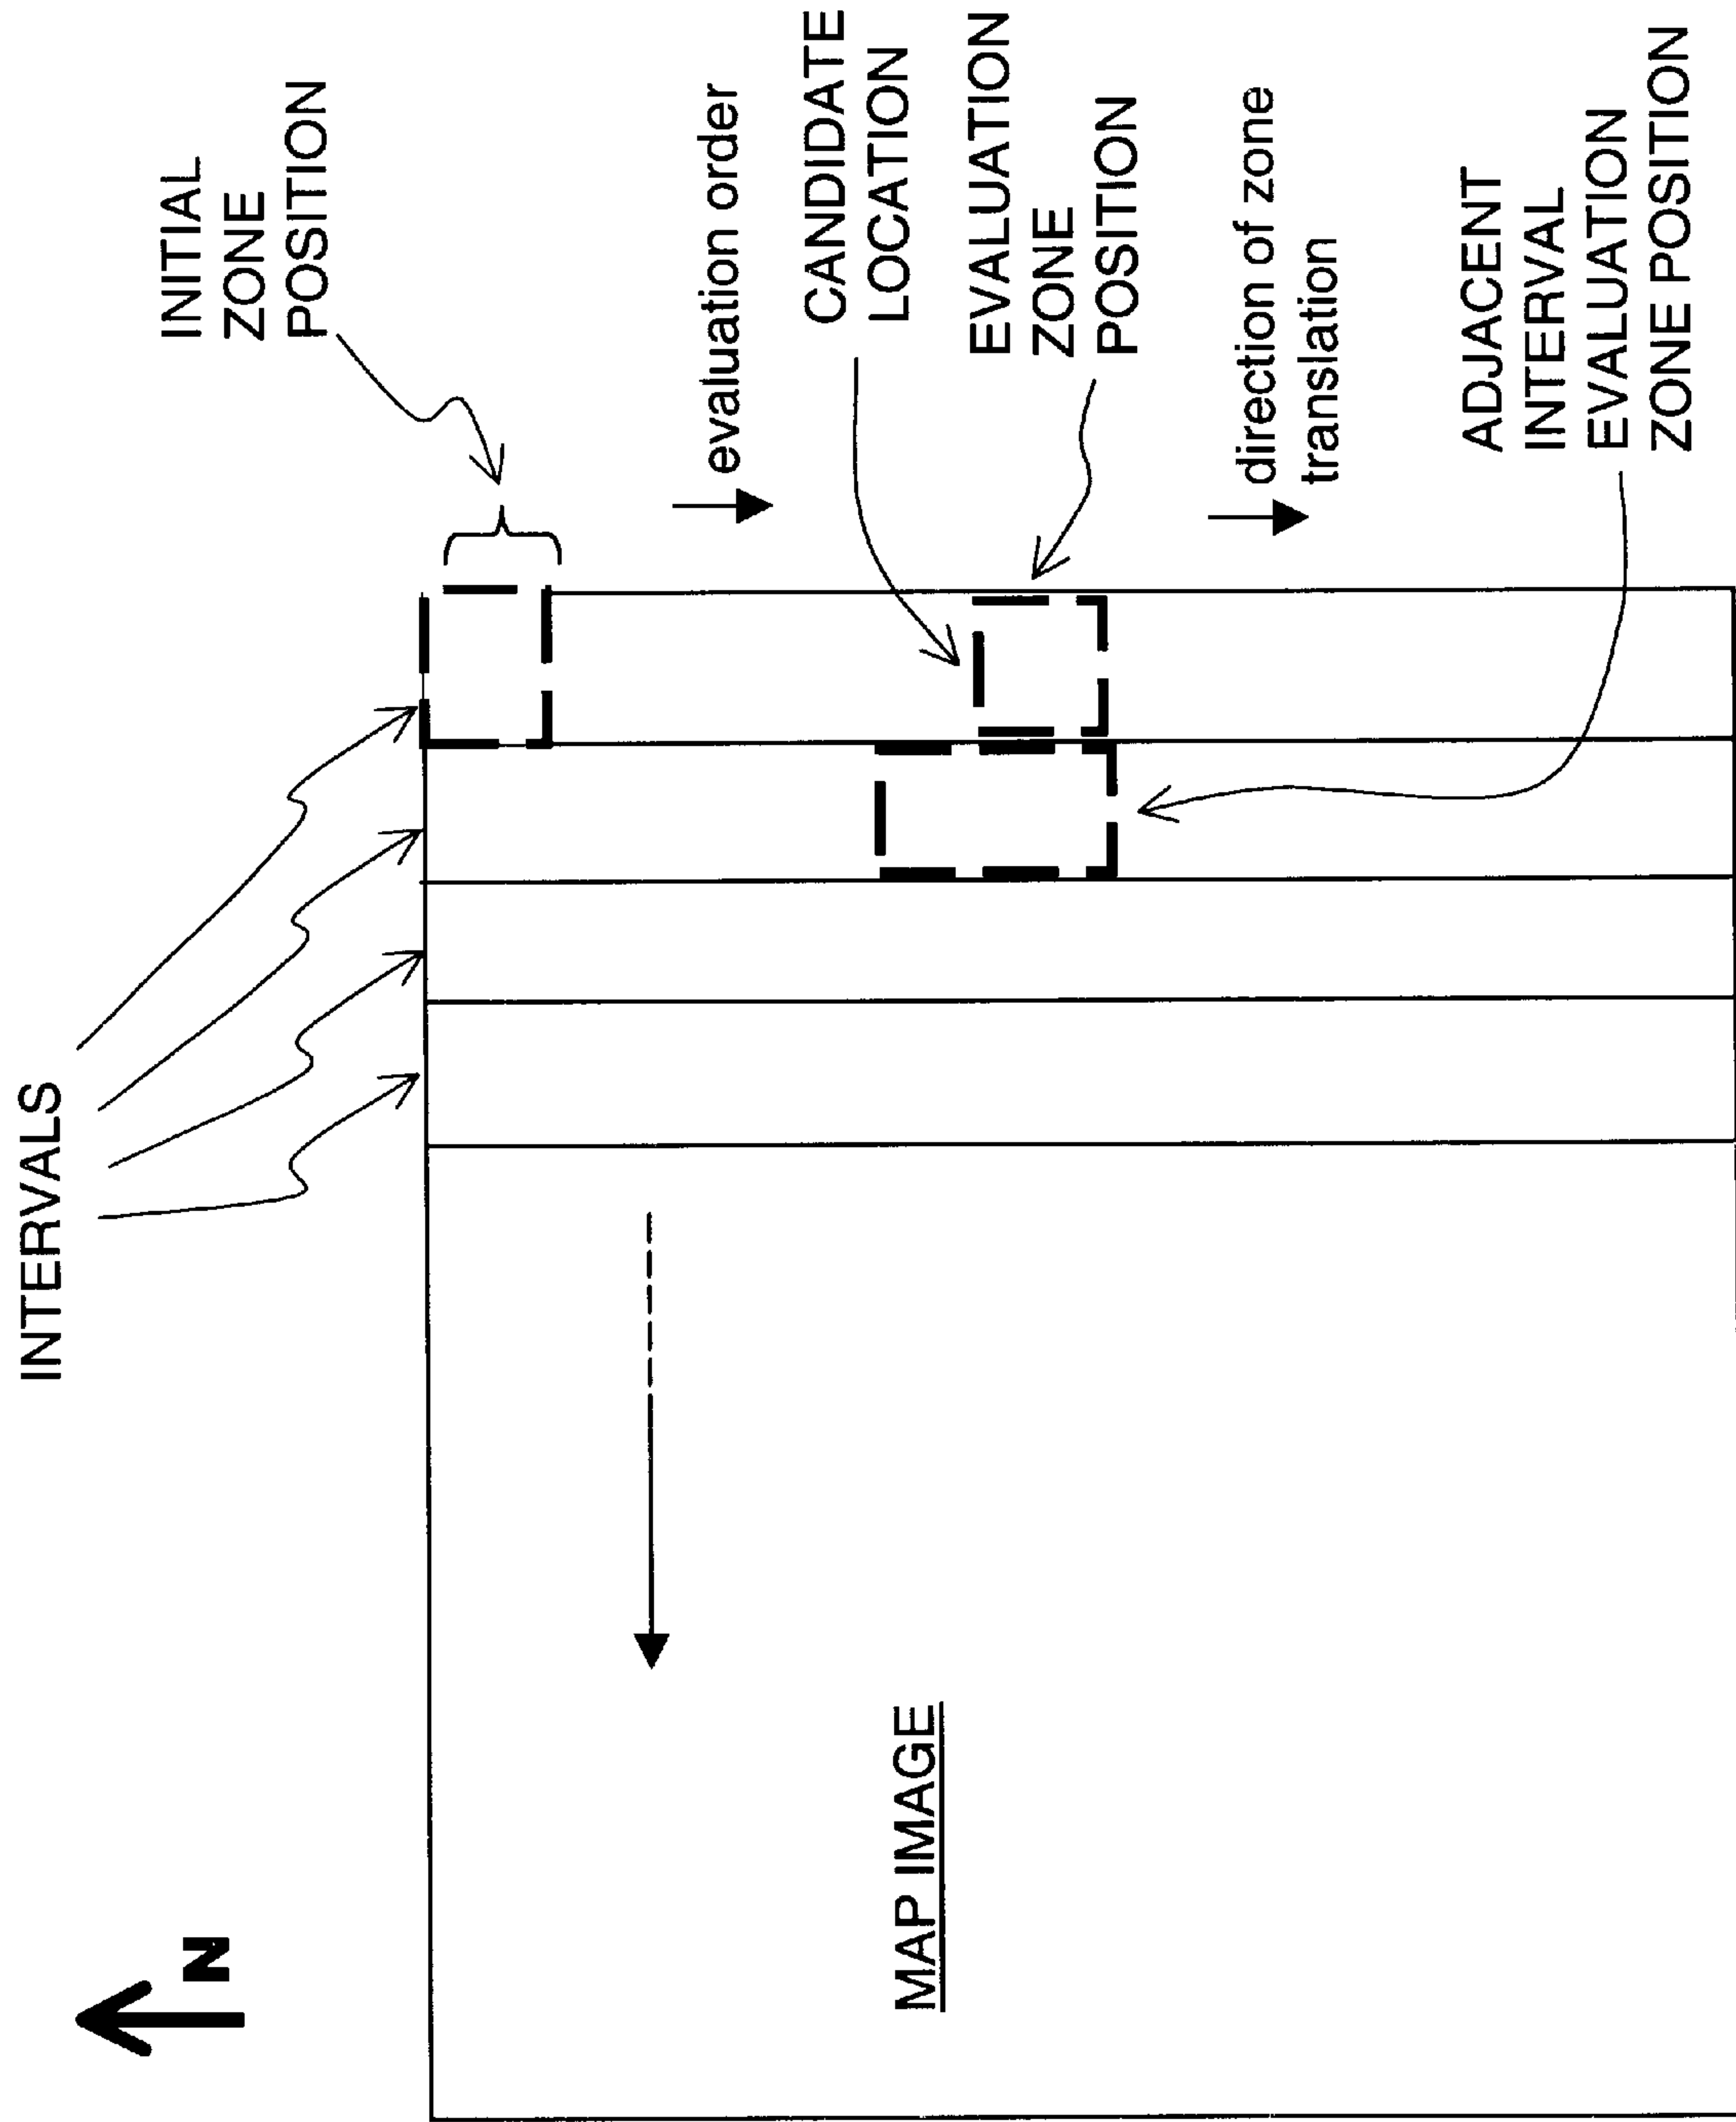 INTERVALS
INITIAL
ZONE
POSITION
evaluation order
CANDIDATE
LOCATION
EVALUATION
ZONE
POSITION
direction of zone
translation
ADJACENT
INTERVAL
EVALUATION
ZONE POSITION
N
MAP IMAGE